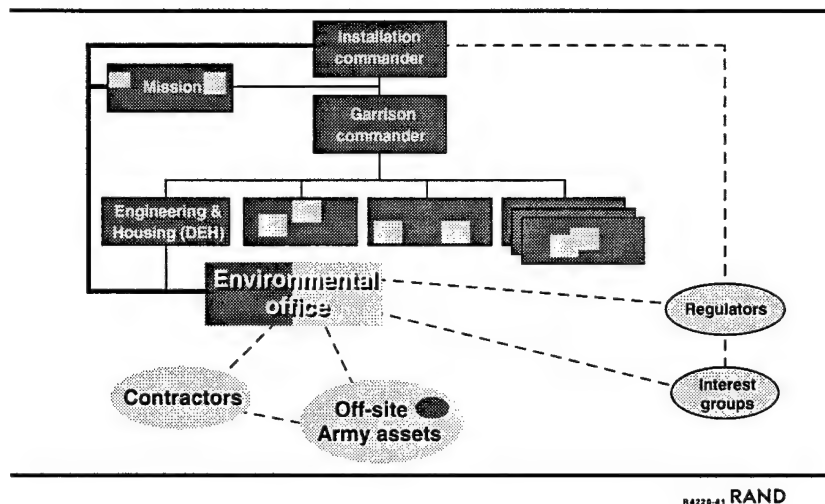 Installation
commander
Mission
Garrison
commander
Engineering &
Housing (DEH)
Environmental
office
Regulators
Contractors
Off-site
Army assets
Interest
groups
RAND